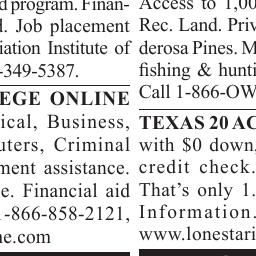 d program. Finan-
l. Job placement
iation Institute of
-349-5387.
EGE ONLINE
ical, Business,
uters, Criminal
ment assistance.
e. Financial aid
-866-858-2121,
ne.com
Access to 1,00
Rec. Land. Priv
derosa Pines. M
fishing & hunti
Call 1-866-OW
TEXAS 20 AC
with $0 down,
credit check.
That's only 1.
Information.
www.lonestari